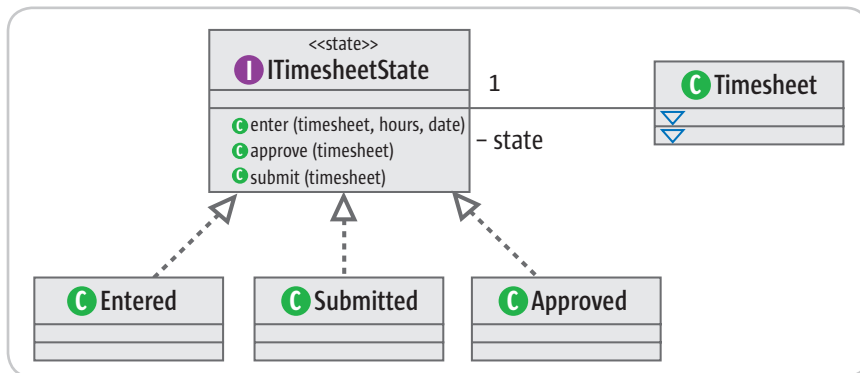 <<state>>
I ITimesheetState
1
C Timesheet
C enter (timesheet, hours, date)
C approve (timesheet)
C submit (timesheet)
– state
C Entered
C Submitted
C Approved